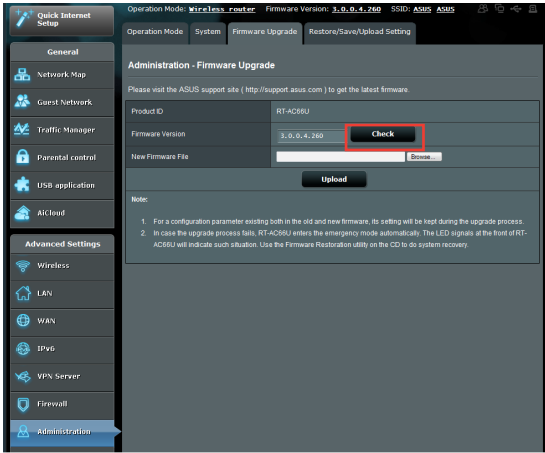 Quick Internet
Setup
Operation Mode: Wireless router Firmware Version: 3.0.0.4.260 SSID: ASUS ASUS
Operation Mode System Firmware Upgrade Restore/Save/Upload Setting
General
Network Map
Guest Network
Traffic Manager
Parental control
USB application
AiCloud
Advanced Settings
Wireless
LAN
WAN
IPv6
VPN Server
Firewall
Administration
Administration - Firmware Upgrade
Please visit the ASUS support site ( http://support.asus.com ) to get the latest firmware.
Product ID RT-AC66U
Firmware Version 3.0.0.4.260 Check
New Firmware File Browse...
Upload
Note:
1. For a configuration parameter existing both in the old and new firmware, its setting will be kept during the upgrade process.
2. In case the upgrade process fails, RT-AC66U enters the emergency mode automatically. The LED signals at the front of RT-
AC66U will indicate such situation. Use the Firmware Restoration utility on the CD to do system recovery.